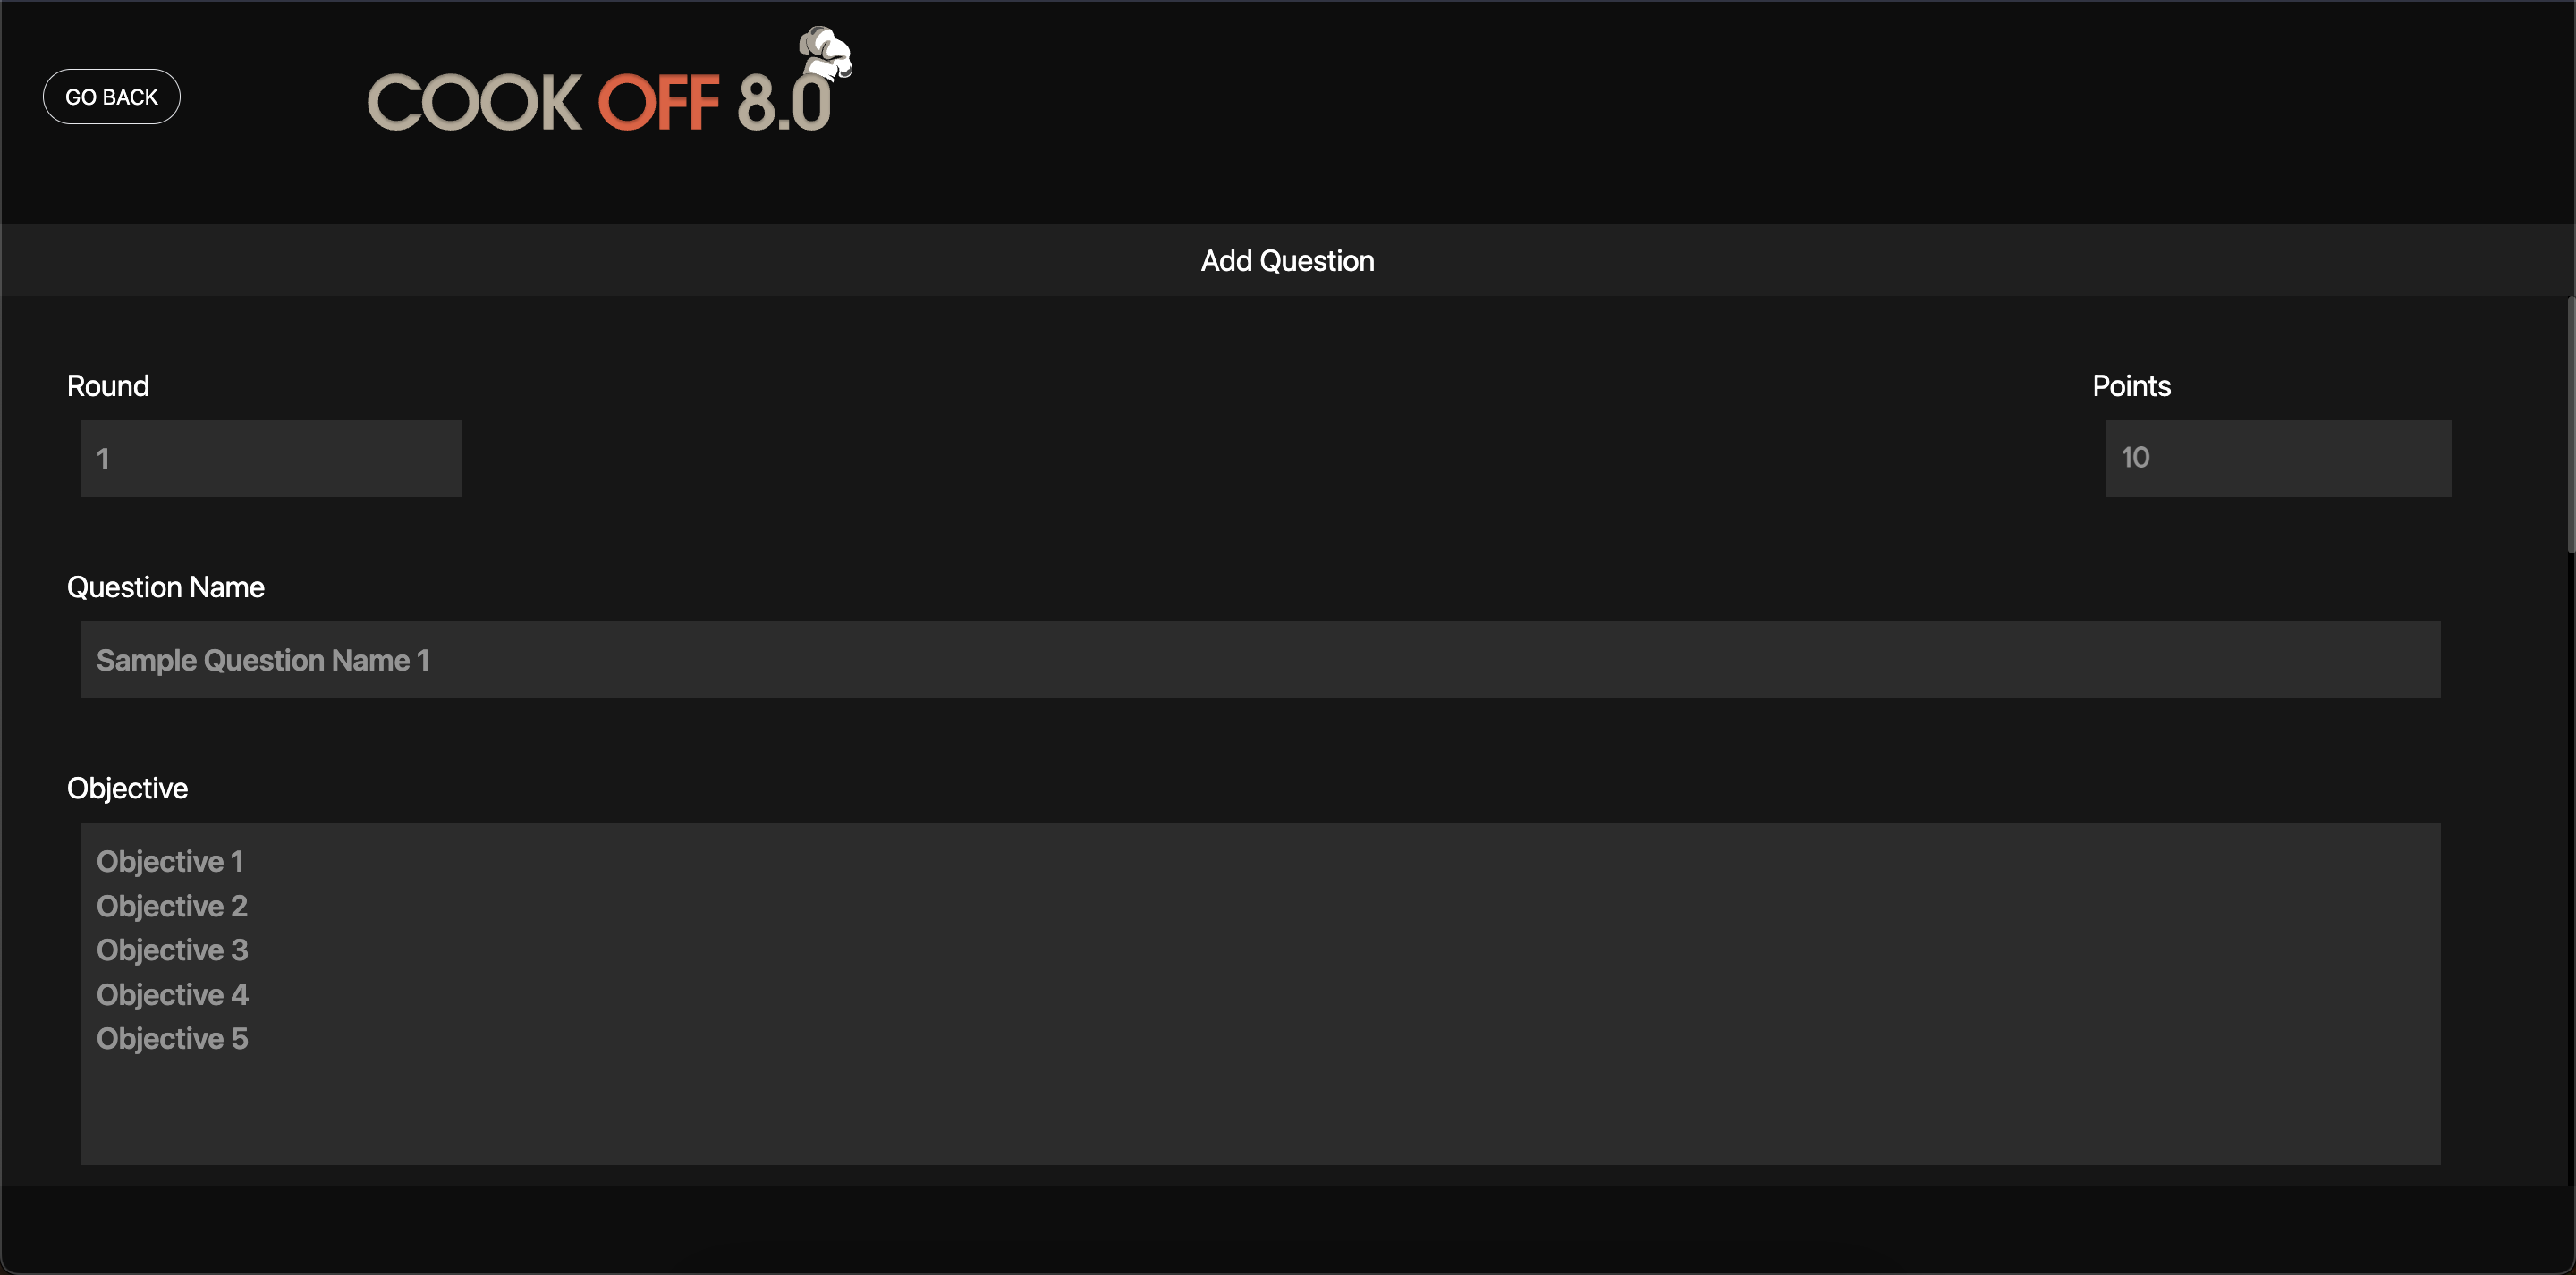 GO BACK
COOK OFF 8.0
Add Question
Round
Points
1
10
Question Name
Sample Question Name 1
Objective
Objective 1
Objective 2
Objective 3
Objective 4
Objective 5